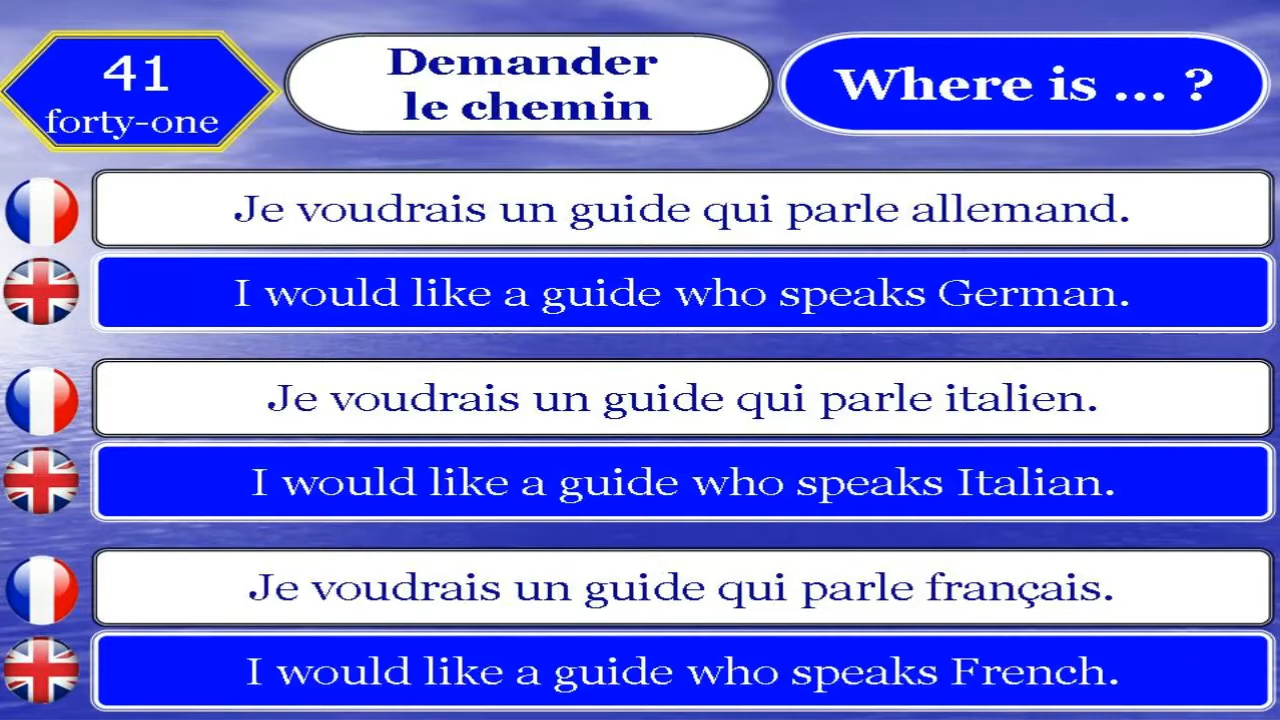 41
forty-one
Demander
le chemin
Where is ... ?
Je voudrais un guide qui parle allemand.
I would like a guide who speaks German.
Je voudrais un guide qui parle italien.
I would like a guide who speaks Italian.
Je voudrais un guide qui parle français.
I would like a guide who speaks French.